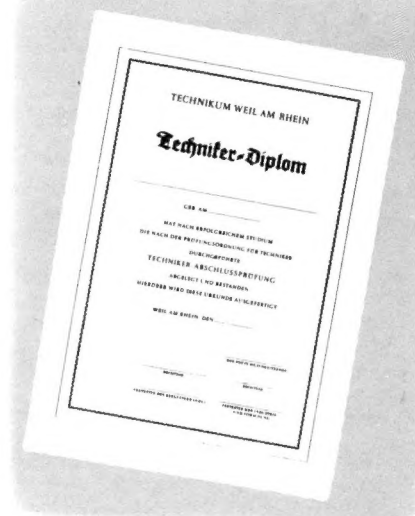 TECHNIKUM WEIL AM RHEIN
Techniker-Diplom
GEB. AM
HAT NACH ERFOLGREICHEM STUDIUM
DIE NACH DER PRÜFUNGSORDNUNG FÜR TECHNIKER
DURCHGEFÜHRTE
TECHNIKER ABSCHLUSSPRÜFUNG
ABGELEGT UND BESTANDEN
HIERÜBER WIRD DIESE URKUNDE AUSGEFERTIGT
WEIL AM RHEIN, DEN